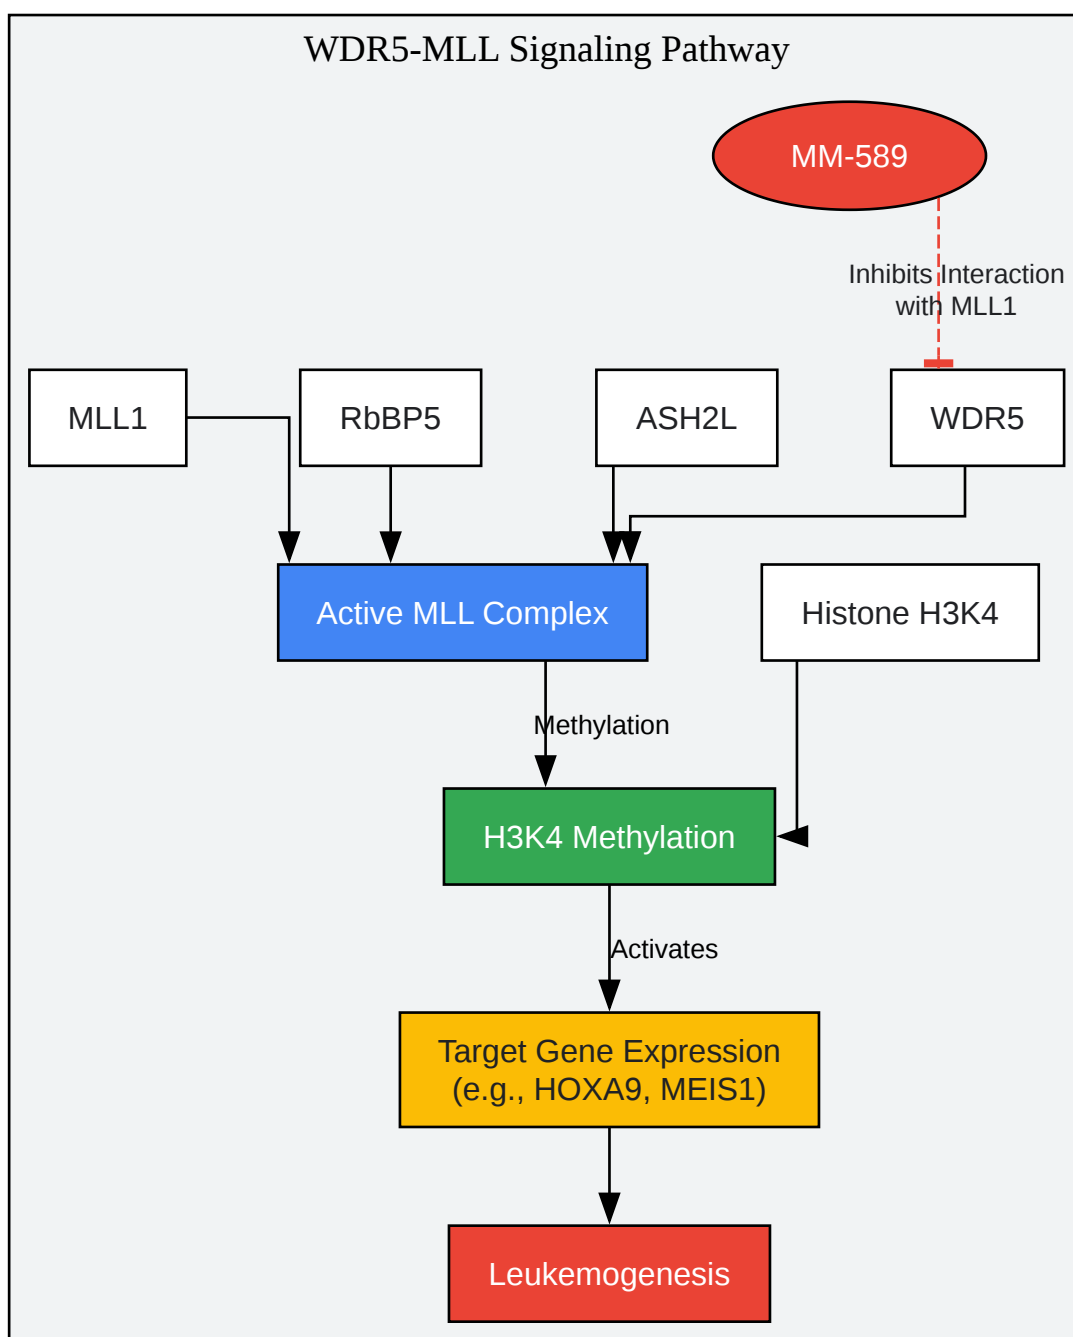 WDR5-MLL Signaling Pathway
MM-589
Inhibits Interaction
with MLL1
MLL1
RbBP5
ASH2L
WDR5
Active MLL Complex
Histone H3K4
Methylation
H3K4 Methylation
Activates
Target Gene Expression
(e.g., HOXA9, MEIS1)
Leukemogenesis